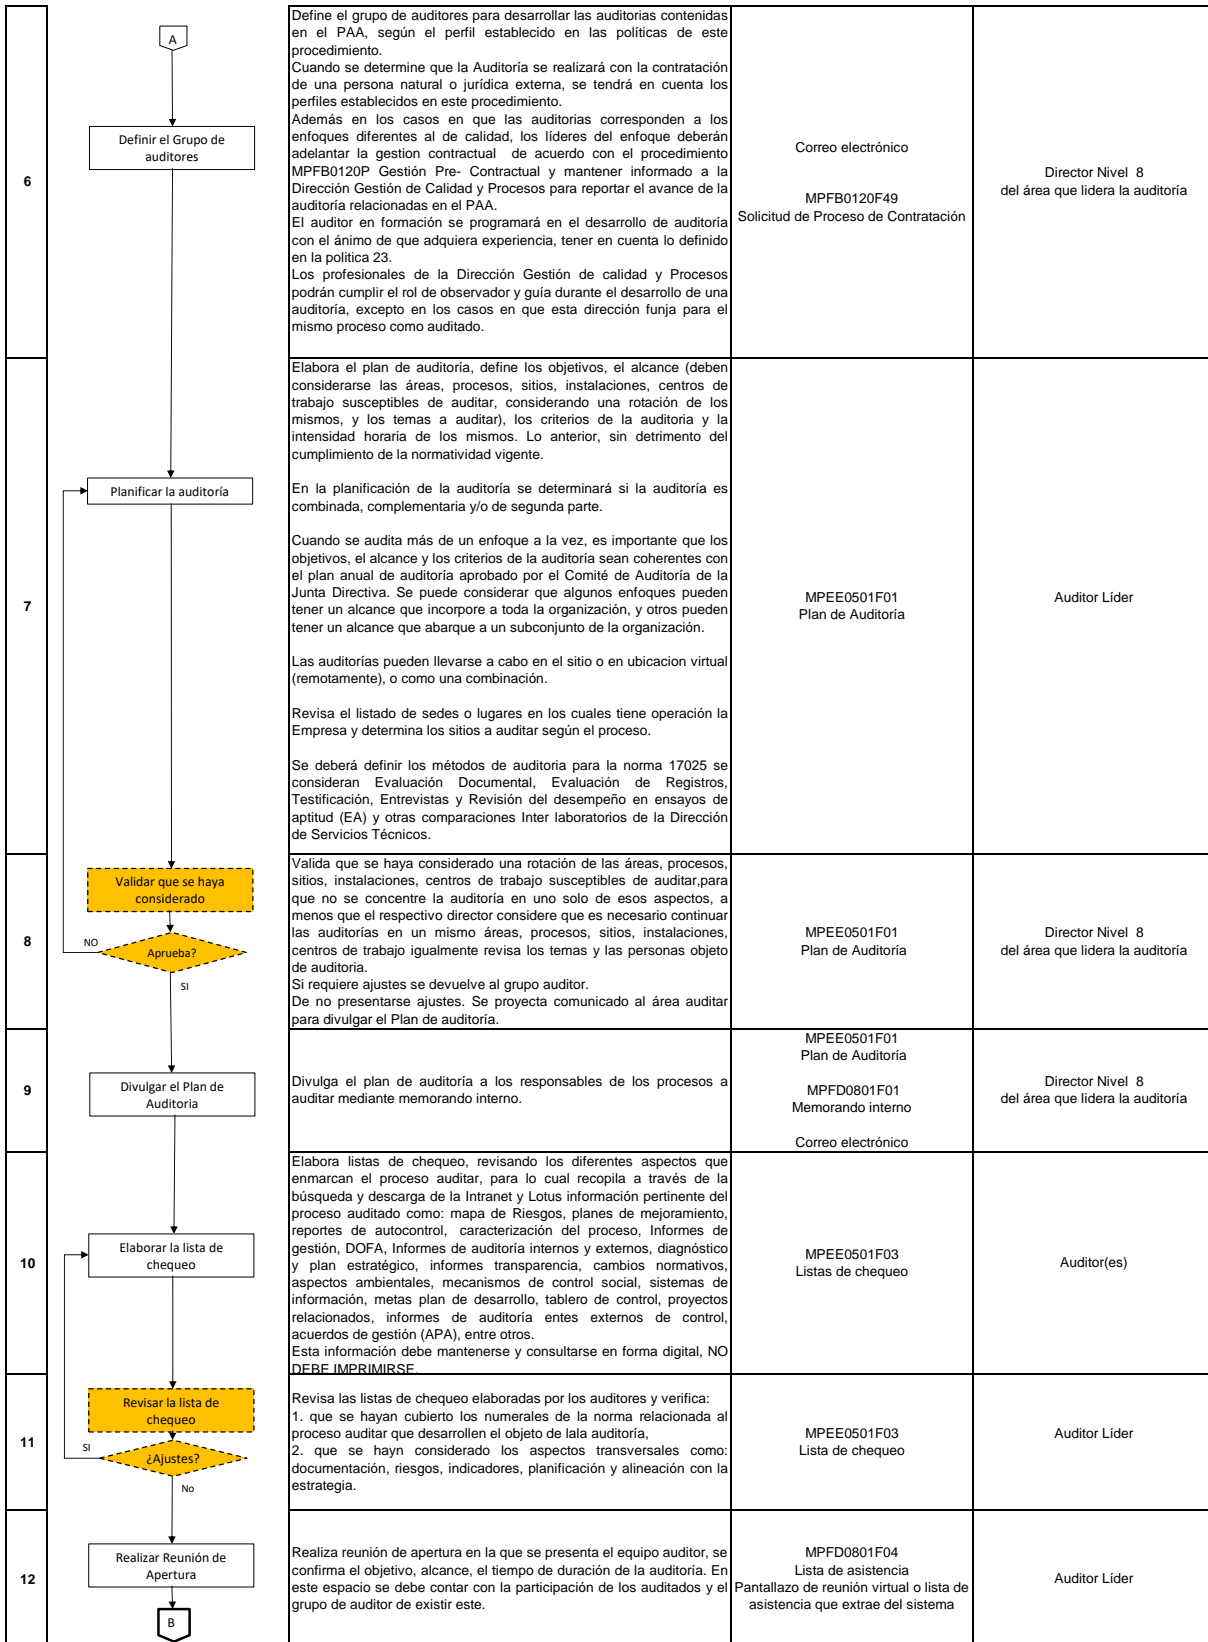 6
A
Definir el Grupo de
auditores
Define el grupo de auditores para desarrollar las auditorias contenidas
en el PAA, según el perfil establecido en las políticas de este
procedimiento.
Cuando se determine que la Auditoría se realizará con la contratación
de una persona natural o jurídica externa, se tendrá en cuenta los
perfiles establecidos en este procedimiento.
Además en los casos en que las auditorias corresponden a los
enfoques diferentes al de calidad, los líderes del enfoque deberán
adelantar la gestion contractual de acuerdo con el procedimiento
MPFB0120P Gestión Pre- Contractual y mantener informado a la
Dirección Gestión de Calidad y Procesos para reportar el avance de la
auditoría relacionadas en el PAA.
El auditor en formación se programará en el desarrollo de auditoría
con el ánimo de que adquiera experiencia, tener en cuenta lo definido
en la politica 23.
Los profesionales de la Dirección Gestión de calidad y Procesos
podrán cumplir el rol de observador y guía durante el desarrollo de una
auditoría, excepto en los casos en que esta dirección funja para el
mismo proceso como auditado.
Correo electrónico
MPFB0120F49
Solicitud de Proceso de Contratación
Director Nivel 8
del área que lidera la auditoría
7
Planificar la auditoría
Elabora el plan de auditoría, define los objetivos, el alcance (deben
considerarse las áreas, procesos, sitios, instalaciones, centros de
trabajo susceptibles de auditar, considerando una rotación de los
mismos, y los temas a auditar), los criterios de la auditoria y la
intensidad horaria de los mismos. Lo anterior, sin detrimento del
cumplimiento de la normatividad vigente.
En la planificación de la auditoría se determinará si la auditoría es
combinada, complementaria y/o de segunda parte.
Cuando se audita más de un enfoque a la vez, es importante que los
objetivos, el alcance y los criterios de la auditoría sean coherentes con
el plan anual de auditoría aprobado por el Comité de Auditoría de la
Junta Directiva. Se puede considerar que algunos enfoques pueden
tener un alcance que incorpore a toda la organización, y otros pueden
tener un alcance que abarque a un subconjunto de la organización.
Las auditorías pueden llevarse a cabo en el sitio o en ubicacion virtual
(remotamente), o como una combinación.
Revisa el listado de sedes o lugares en los cuales tiene operación la
Empresa y determina los sitios a auditar según el proceso.
Se deberá definir los métodos de auditoria para la norma 17025 se
consideran Evaluación Documental, Evaluación de Registros,
Testificación, Entrevistas y Revisión del desempeño en ensayos de
aptitud (EA) y otras comparaciones Inter laboratorios de la Dirección
de Servicios Técnicos.
MPEE0501F01
Plan de Auditoría
Auditor Líder
8
Validar que se haya
considerado
NO
Aprueba?
SI
Valida que se haya considerado una rotación de las áreas, procesos,
sitios, instalaciones, centros de trabajo susceptibles de auditar,para
que no se concentre la auditoría en uno solo de esos aspectos, a
menos que el respectivo director considere que es necesario continuar
las auditorías en un mismo áreas, procesos, sitios, instalaciones,
centros de trabajo igualmente revisa los temas y las personas objeto
de auditoria.
Si requiere ajustes se devuelve al grupo auditor.
De no presentarse ajustes. Se proyecta comunicado al área auditar
para divulgar el Plan de auditoría.
MPEE0501F01
Plan de Auditoría
Director Nivel 8
del área que lidera la auditoría
9
Divulgar el Plan de
Auditoria
Divulga el plan de auditoría a los responsables de los procesos a
auditar mediante memorando interno.
MPEE0501F01
Plan de Auditoría
MPFD0801F01
Memorando interno
Correo electrónico
Director Nivel 8
del área que lidera la auditoría
10
Elaborar la lista de
chequeo
Elabora listas de chequeo, revisando los diferentes aspectos que
enmarcan el proceso auditar, para lo cual recopila a través de la
búsqueda y descarga de la Intranet y Lotus información pertinente del
proceso auditado como: mapa de Riesgos, planes de mejoramiento,
reportes de autocontrol, caracterización del proceso, Informes de
gestión, DOFA, Informes de auditoría internos y externos, diagnóstico
y plan estratégico, informes transparencia, cambios normativos,
aspectos ambientales, mecanismos de control social, sistemas de
información, metas plan de desarrollo, tablero de control, proyectos
relacionados, informes de auditoría entes externos de control,
acuerdos de gestión (APA), entre otros.
Esta información debe mantenerse y consultarse en forma digital, NO
DEBE IMPRIMIRSE.
MPEE0501F03
Listas de chequeo
Auditor(es)
11
Revisar la lista de
chequeo
SI
¿Ajustes?
No
Revisa las listas de chequeo elaboradas por los auditores y verifica:
1. que se hayan cubierto los numerales de la norma relacionada al
proceso auditar que desarrollen el objeto de lala auditoría,
2. que se hayn considerado los aspectos transversales como:
documentación, riesgos, indicadores, planificación y alineación con la
estrategia.
MPEE0501F03
Lista de chequeo
Auditor Líder
12
Realizar Reunión de
Apertura
B
Realiza reunión de apertura en la que se presenta el equipo auditor, se
confirma el objetivo, alcance, el tiempo de duración de la auditoría. En
este espacio se debe contar con la participación de los auditados y el
grupo de auditor de existir este.
MPFD0801F04
Lista de asistencia
Pantallazo de reunión virtual o lista de
asistencia que extrae del sistema
Auditor Líder